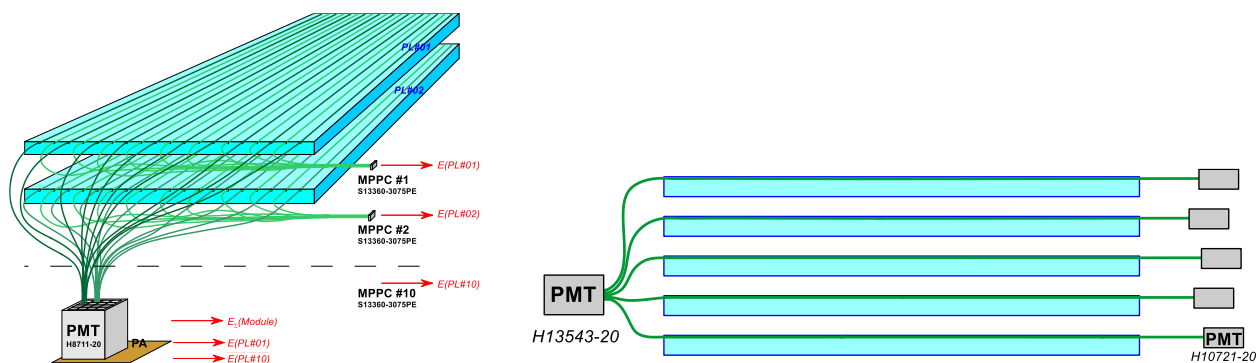 PL#01
PL#02
E(PL#01)
MPPC #1
S13360-3075PE
E(PL#02)
MPPC #2
S13360-3075PE
E(PL#10)
MPPC #10
S13360-3075PE
PMT
H8711-20
PA
EΣ(Module)
E(PL#01)
E(PL#10)
PMT
H13543-20
PMT
H10721-20